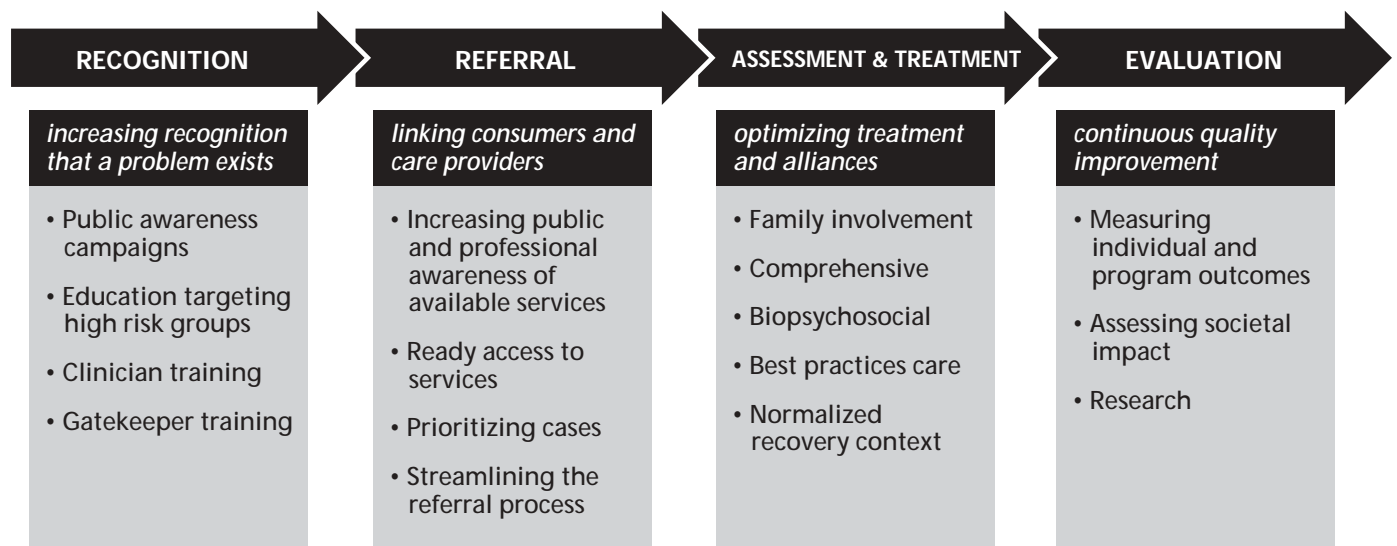 RECOGNITION
increasing recognition
that a problem exists
• Public awareness
campaigns
• Education targeting
high risk groups
• Clinician training
• Gatekeeper training
REFERRAL
linking consumers and
care providers
• Increasing public
and professional
awareness of
available services
• Ready access to
services
• Prioritizing cases
• Streamlining the
referral process
ASSESSMENT & TREATMENT
optimizing treatment
and alliances
• Family involvement
• Comprehensive
• Biopsychosocial
• Best practices care
• Normalized
recovery context
EVALUATION
continuous quality
improvement
• Measuring
individual and
program outcomes
• Assessing societal
impact
• Research